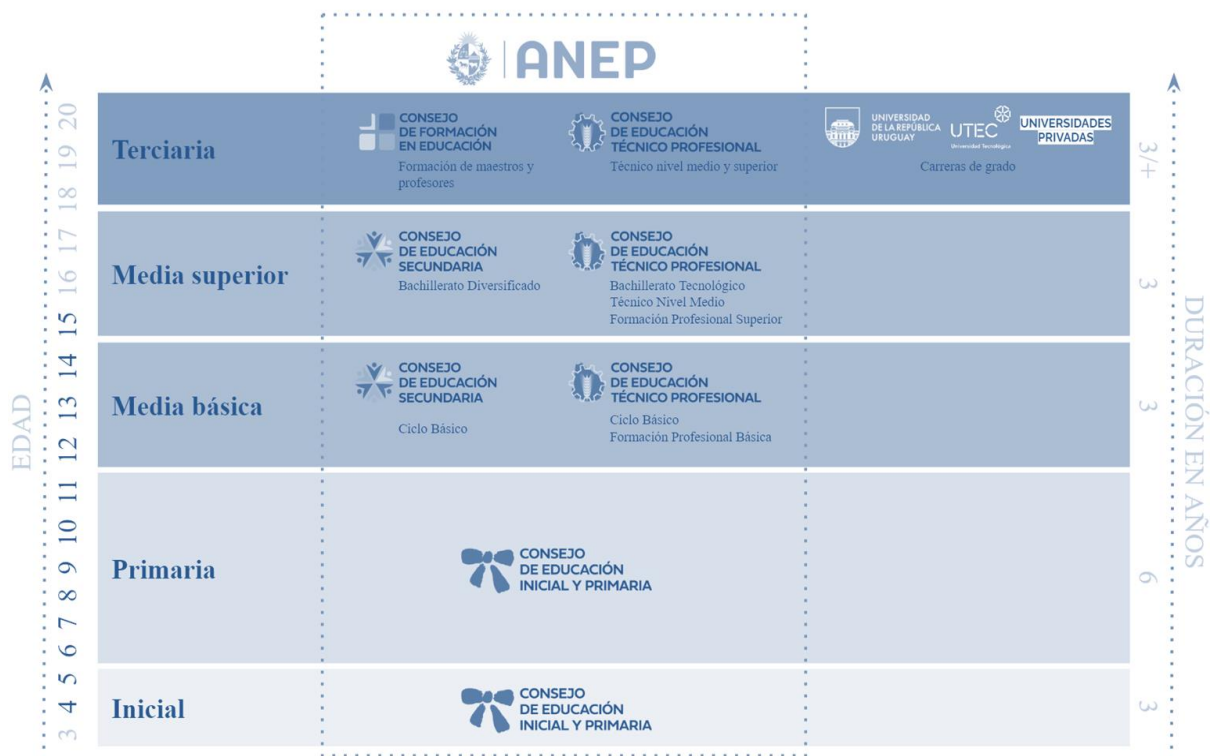 ANEP
EDAD
20
19
18
17
16
15
14
13
12
11
10
9
8
7
6
5
4
3
Terciaria
CONSEJO
DE FORMACIÓN
EN EDUCACIÓN
Formación de maestros y
profesores
CONSEJO
DE EDUCACIÓN
TÉCNICO PROFESIONAL
Técnico nivel medio y superior
UNIVERSIDAD
DE LA REPÚBLICA
URUGUAY
UTEC
Universidad Tecnológica
UNIVERSIDADES
PRIVADAS
Carreras de grado
3/+
Media superior
CONSEJO
DE EDUCACIÓN
SECUNDARIA
Bachillerato Diversificado
CONSEJO
DE EDUCACIÓN
TÉCNICO PROFESIONAL
Bachillerato Tecnológico
Técnico Nivel Medio
Formación Profesional Superior
3
Media básica
CONSEJO
DE EDUCACIÓN
SECUNDARIA
Ciclo Básico
CONSEJO
DE EDUCACIÓN
TÉCNICO PROFESIONAL
Ciclo Básico
Formación Profesional Básica
3
Primaria
CONSEJO
DE EDUCACIÓN
INICIAL Y PRIMARIA
6
Inicial
CONSEJO
DE EDUCACIÓN
INICIAL Y PRIMARIA
3
DURACIÓN EN AÑOS